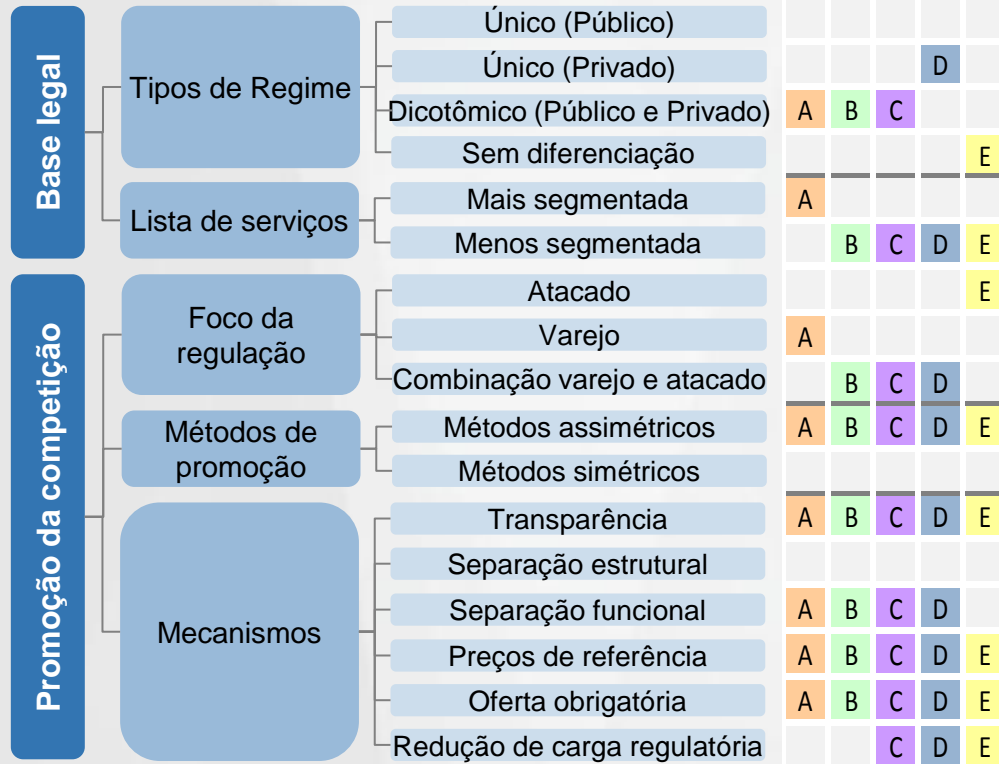 Base legal
Tipos de Regime
Único (Público)
Único (Privado)
D
Dicotômico (Público e Privado)
A B C
Sem diferenciação
E
Lista de serviços
Mais segmentada
A
Menos segmentada
B C D E
Promoção da competição
Foco da
regulação
Atacado
E
Varejo
A
Combinação varejo e atacado
B C D
Métodos de
promoção
Métodos assimétricos
A B C D E
Métodos simétricos
Mecanismos
Transparência
A B C D E
Separação estrutural
Separação funcional
A B C D
Preços de referência
A B C D E
Oferta obrigatória
A B C D E
Redução de carga regulatória
C D E